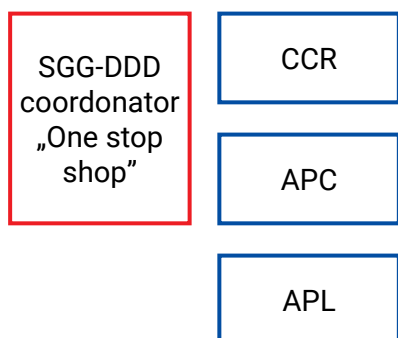 SGG-DDD
coordonator
„One stop
shop”
CCR
APC
APL